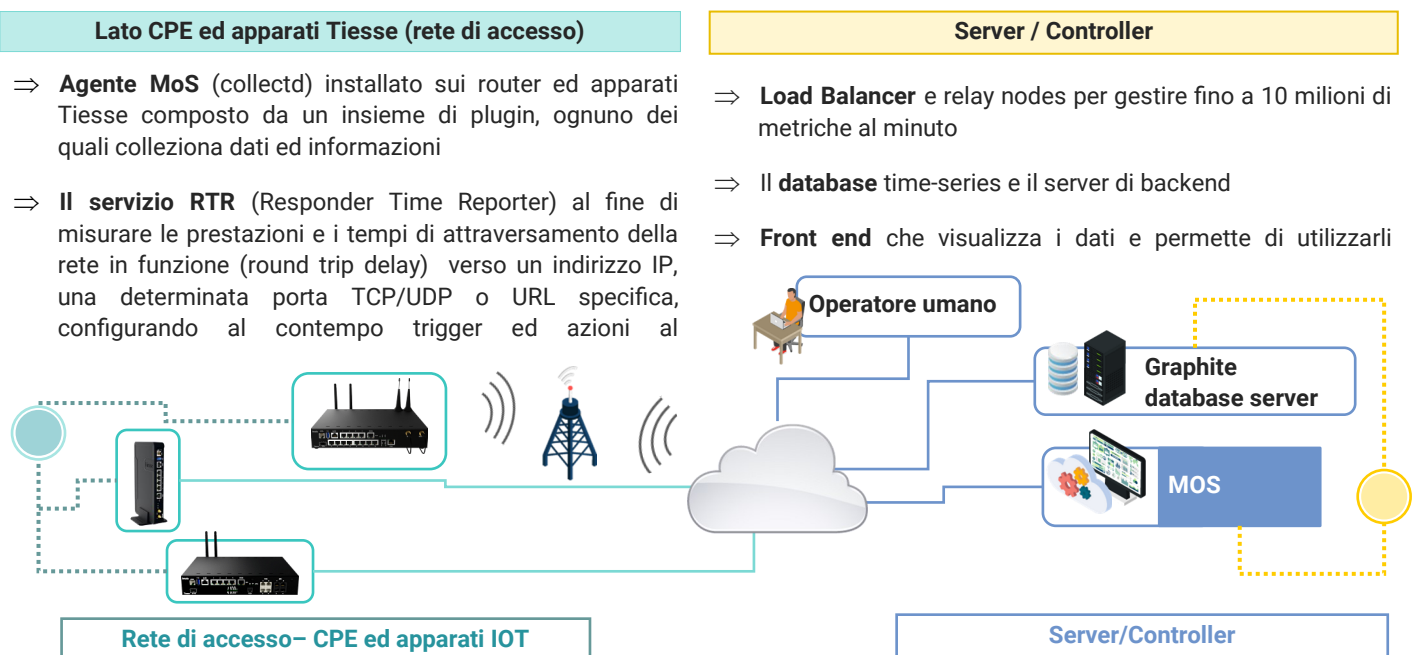 Lato CPE ed apparati Tiesse (rete di accesso)
⇒ Agente MoS (collectd) installato sui router ed apparati
Tiesse composto da un insieme di plugin, ognuno dei
quali colleziona dati ed informazioni
⇒ Il servizio RTR (Responder Time Reporter) al fine di
misurare le prestazioni e i tempi di attraversamento della
rete in funzione (round trip delay) verso un indirizzo IP,
una determinata porta TCP/UDP o URL specifica,
configurando al contempo trigger ed azioni al
Server / Controller
⇒ Load Balancer e relay nodes per gestire fino a 10 milioni di
metriche al minuto
⇒ Il database time-series e il server di backend
⇒ Front end che visualizza i dati e permette di utilizzarli
Operatore umano
Graphite
database server
MOS
Rete di accesso– CPE ed apparati IOT
Server/Controller